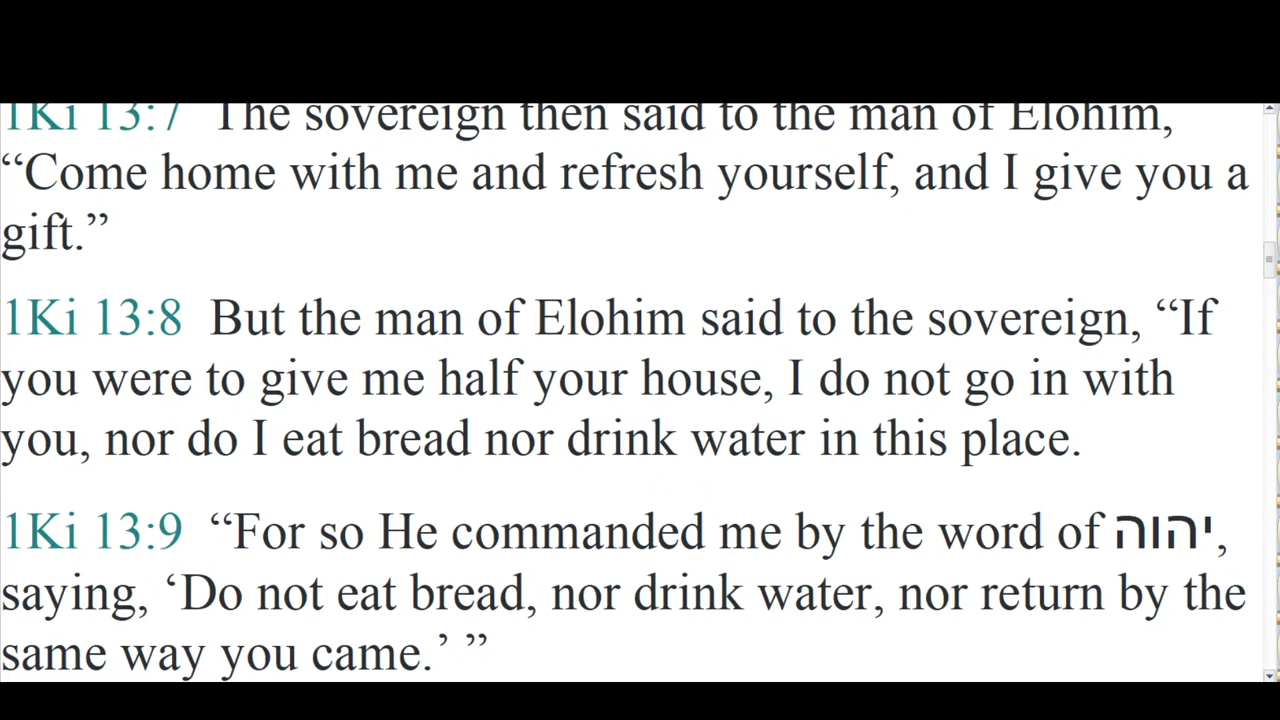 1Ki 13:7 The sovereign then said to the man of Elohim,
“Come home with me and refresh yourself, and I give you a
gift.”
1Ki 13:8 But the man of Elohim said to the sovereign, “If
you were to give me half your house, I do not go in with
you, nor do I eat bread nor drink water in this place.
1Ki 13:9 “For so He commanded me by the word of יהוה,
saying, ‘Do not eat bread, nor drink water, nor return by the
same way you came.’ ”